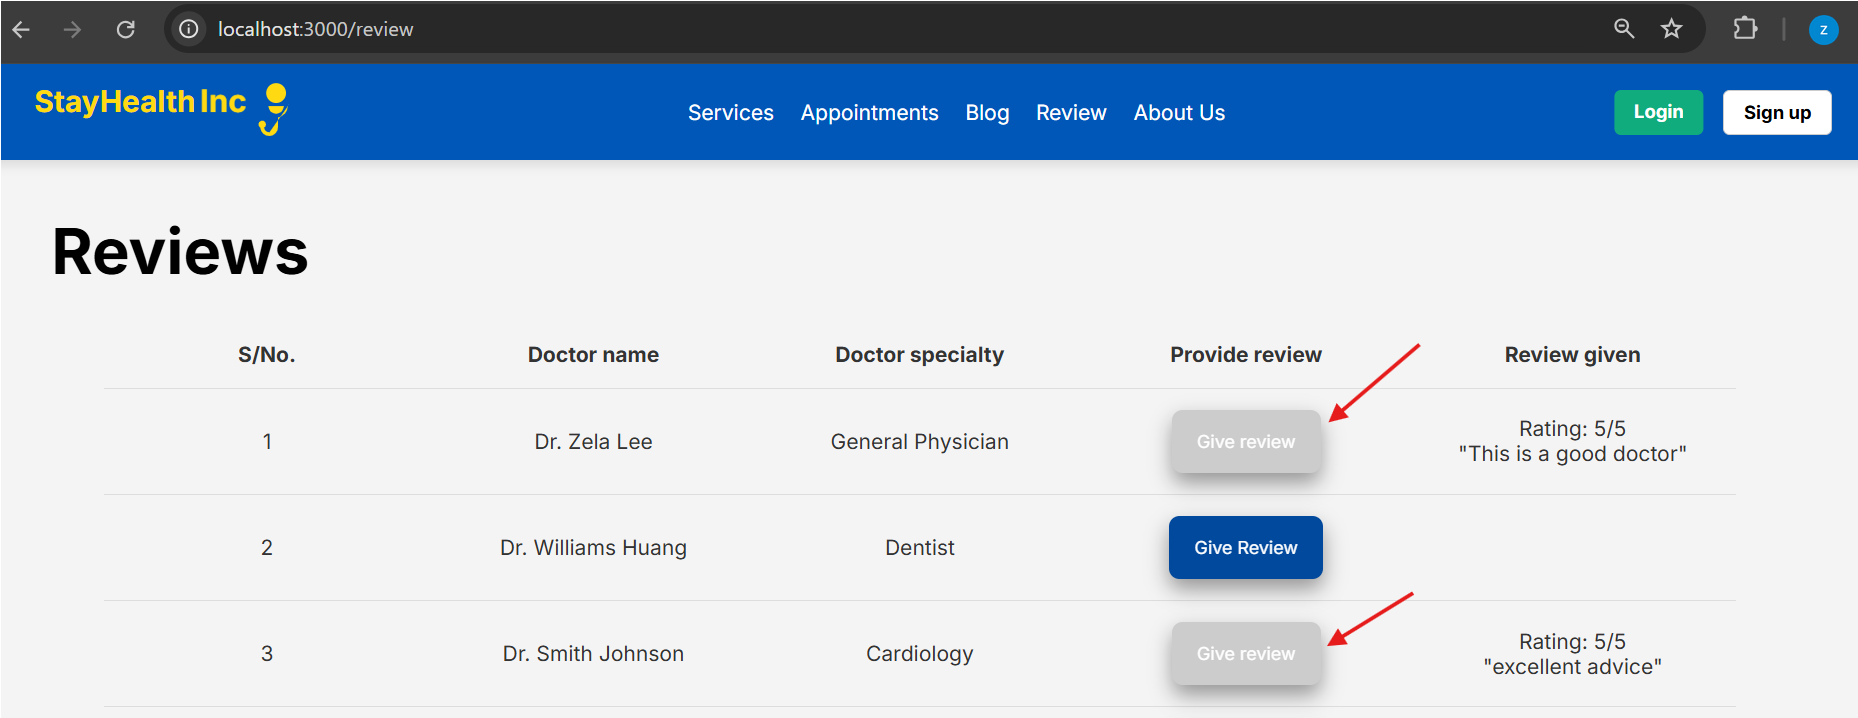 localhost:3000/review
Z
StayHealth Inc
Services Appointments Blog Review About Us
Login
Sign up
Reviews
S/No. Doctor name Doctor specialty Provide review Review given
1 Dr. Zela Lee General Physician Give review Rating: 5/5
"This is a good doctor"
2 Dr. Williams Huang Dentist Give Review
3 Dr. Smith Johnson Cardiology Give review Rating: 5/5
"excellent advice"